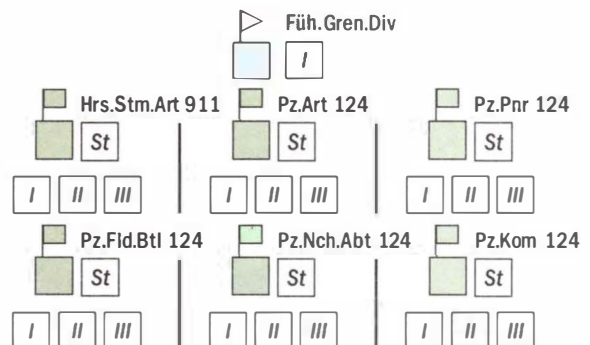 Füh.Gren.Div
I
Hrs.Stm.Art 911 Pz.Art 124 Pz.Pnr 124
St St St
I II III I II III I II III
Pz.Fld.Btl 124 Pz.Nch.Abt 124 Pz.Kom 124
St St St
I II III I II III I II III